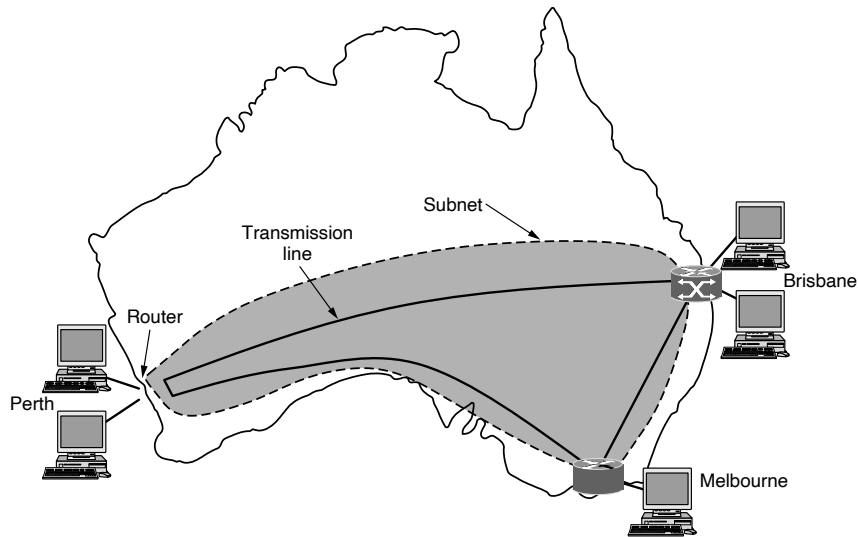 Subnet
Transmission
line
Brisbane
Router
Perth
Melbourne